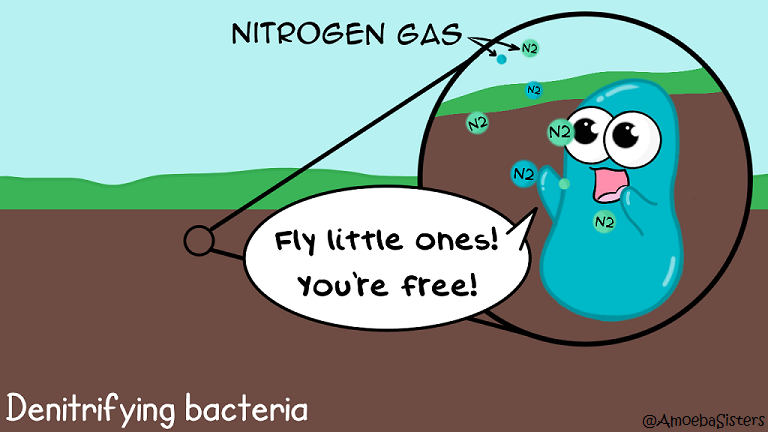 NITROGEN GAS
N2
N2
N2
N2
N2
N2
Fly little ones!
You're free!
Denitrifying bacteria
@AmoebaSisters